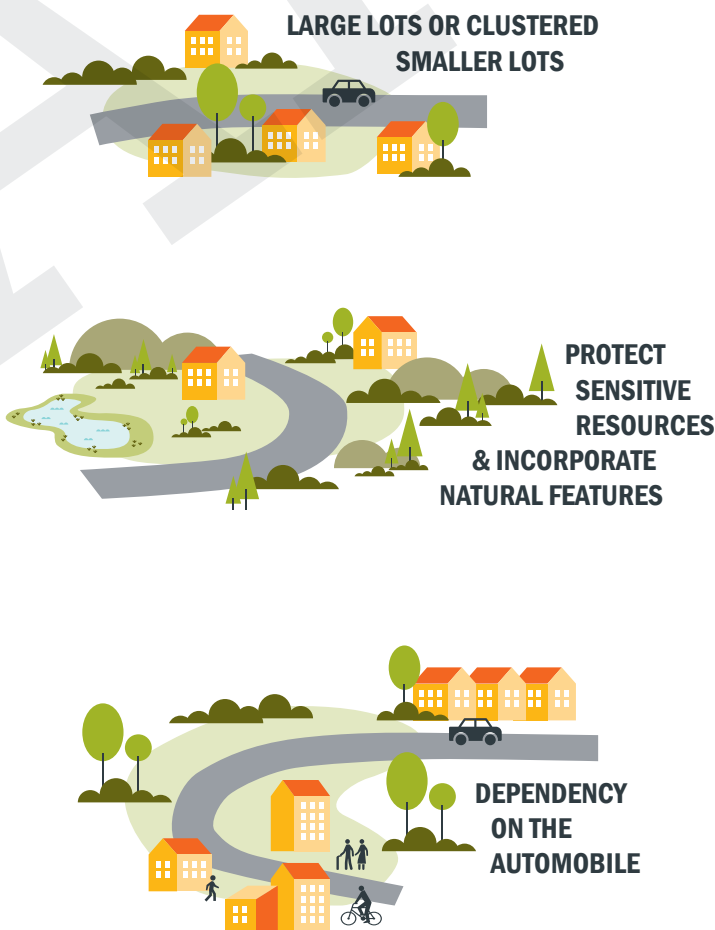 LARGE LOTS OR CLUSTERED
SMALLER LOTS
PROTECT
SENSITIVE
RESOURCES
& INCORPORATE
NATURAL FEATURES
DEPENDENCY
ON THE
AUTOMOBILE